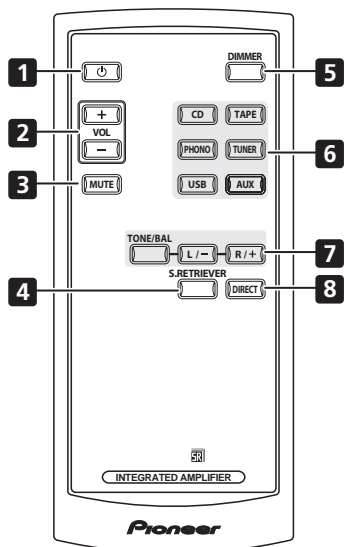 DIMMER
1
5
+
CD TAPE
2 VOL
PHONO TUNER 6
−
3 MUTE USB AUX
TONE/BAL
L / − R / + 7
S.RETRIEVER
4 DIRECT 8
SR
INTEGRATED AMPLIFIER
Pioneer